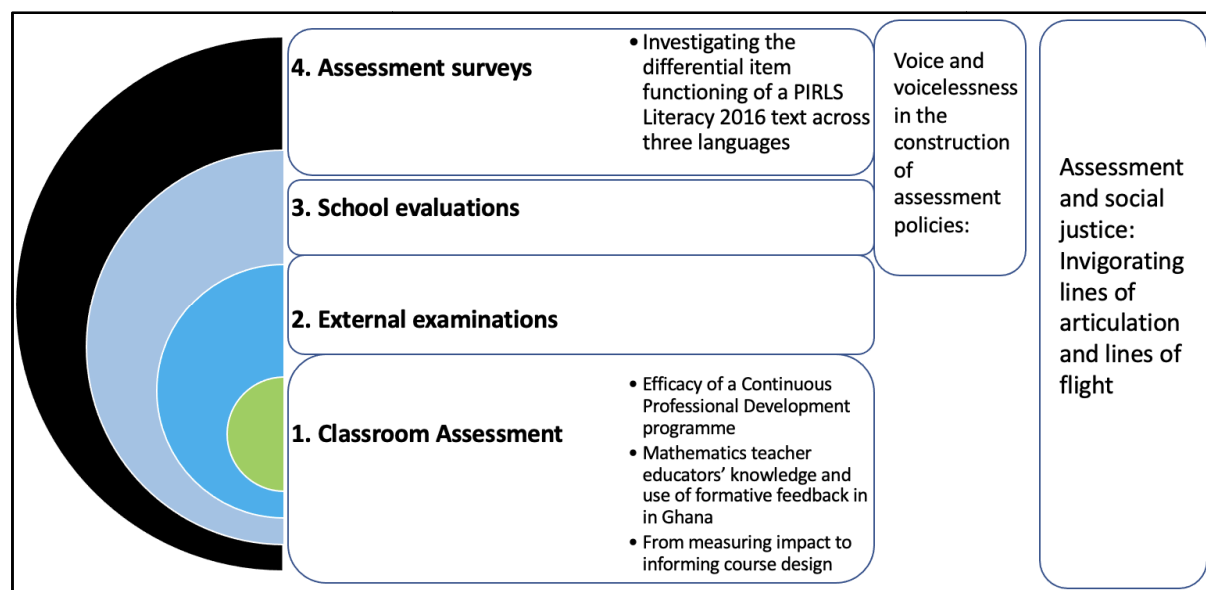 4. Assessment surveys
• Investigating the
differential item
functioning of a PIRLS
Literacy 2016 text across
three languages
3. School evaluations
2. External examinations
1. Classroom Assessment
• Efficacy of a Continuous
Professional Development
programme
• Mathematics teacher
educators’ knowledge and
use of formative feedback in
in Ghana
• From measuring impact to
informing course design
Voice and
voicelessness
in the
construction
of
assessment
policies:
Assessment
and social
justice:
Invigorating
lines of
articulation
and lines of
flight